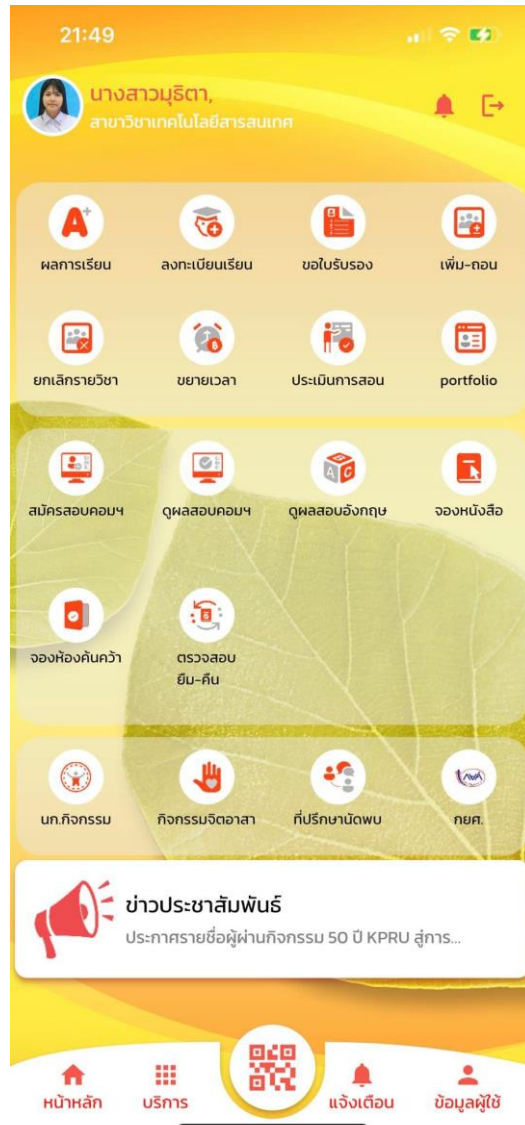 21:49
นางสาวมุธิตา,
สาขาวิชาเทคโนโลยีสารสนเทศ
ผลการเรียน
ลงทะเบียนเรียน
ขอใบรับรอง
เพิ่ม-ถอน
ยกเลิกรายวิชา
ขยายเวลา
ประเมินการสอน
portfolio
สมัครสอบคอมฯ
ดูผลสอบคอมฯ
ดูผลสอบอังกฤษ
จองหนังสือ
จองห้องค้นคว้า
ตรวจสอบ
ยืม-คืน
นก.กิจกรรม
กิจกรรมจิตอาสา
ที่ปรึกษานัดพบ
กยศ.
ข่าวประชาสัมพันธ์
ประกาศรายชื่อผู้ผ่านกิจกรรม 50 ปี KPRU สู่การ...
หน้าหลัก
บริการ
แจ้งเตือน
ข้อมูลผู้ใช้